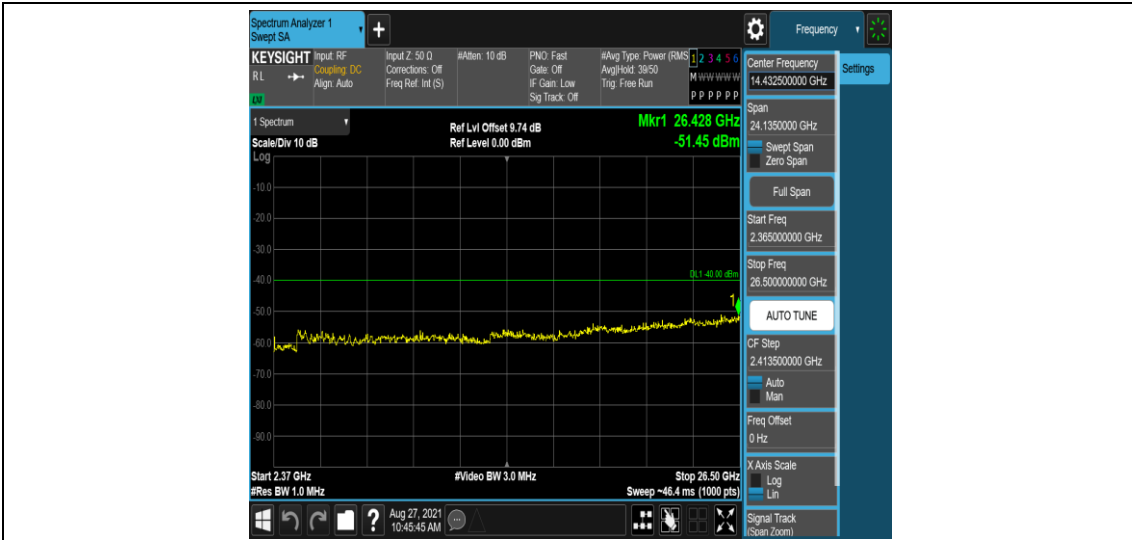 Spectrum Analyzer 1
Swept SA
+
Frequency
KEYSIGHT
RL
LXI
Input: RF
Coupling: DC
Align: Auto
Input Z: 50 Ω
Corrections: Off
Freq Ref: Int (S)
#Atten: 10 dB
PNO: Fast
Gate: Off
IF Gain: Low
Sig Track: Off
#Avg Type: Power (RMS
Avg|Hold: 39/50
Trig: Free Run
1 2 3 4 5 6
M W W W W W
P P P P P P
1 Spectrum
Scale/Div 10 dB
Ref Lvl Offset 9.74 dB
Ref Level 0.00 dBm
Mkr1 26.428 GHz
-51.45 dBm
Log
-10.0
-20.0
-30.0
-40.0
-50.0
-60.0
-70.0
-80.0
-90.0
DL1 -40.00 dBm
1
Start 2.37 GHz
#Res BW 1.0 MHz
#Video BW 3.0 MHz
Stop 26.50 GHz
Sweep ~46.4 ms (1000 pts)
?
Aug 27, 2021
10:45:45 AM
Center Frequency
14.432500000 GHz
Settings
Span
24.1350000 GHz
Swept Span
Zero Span
Full Span
Start Freq
2.365000000 GHz
Stop Freq
26.500000000 GHz
AUTO TUNE
CF Step
2.413500000 GHz
Auto
Man
Freq Offset
0 Hz
X Axis Scale
Log
Lin
Signal Track
(Span Zoom)